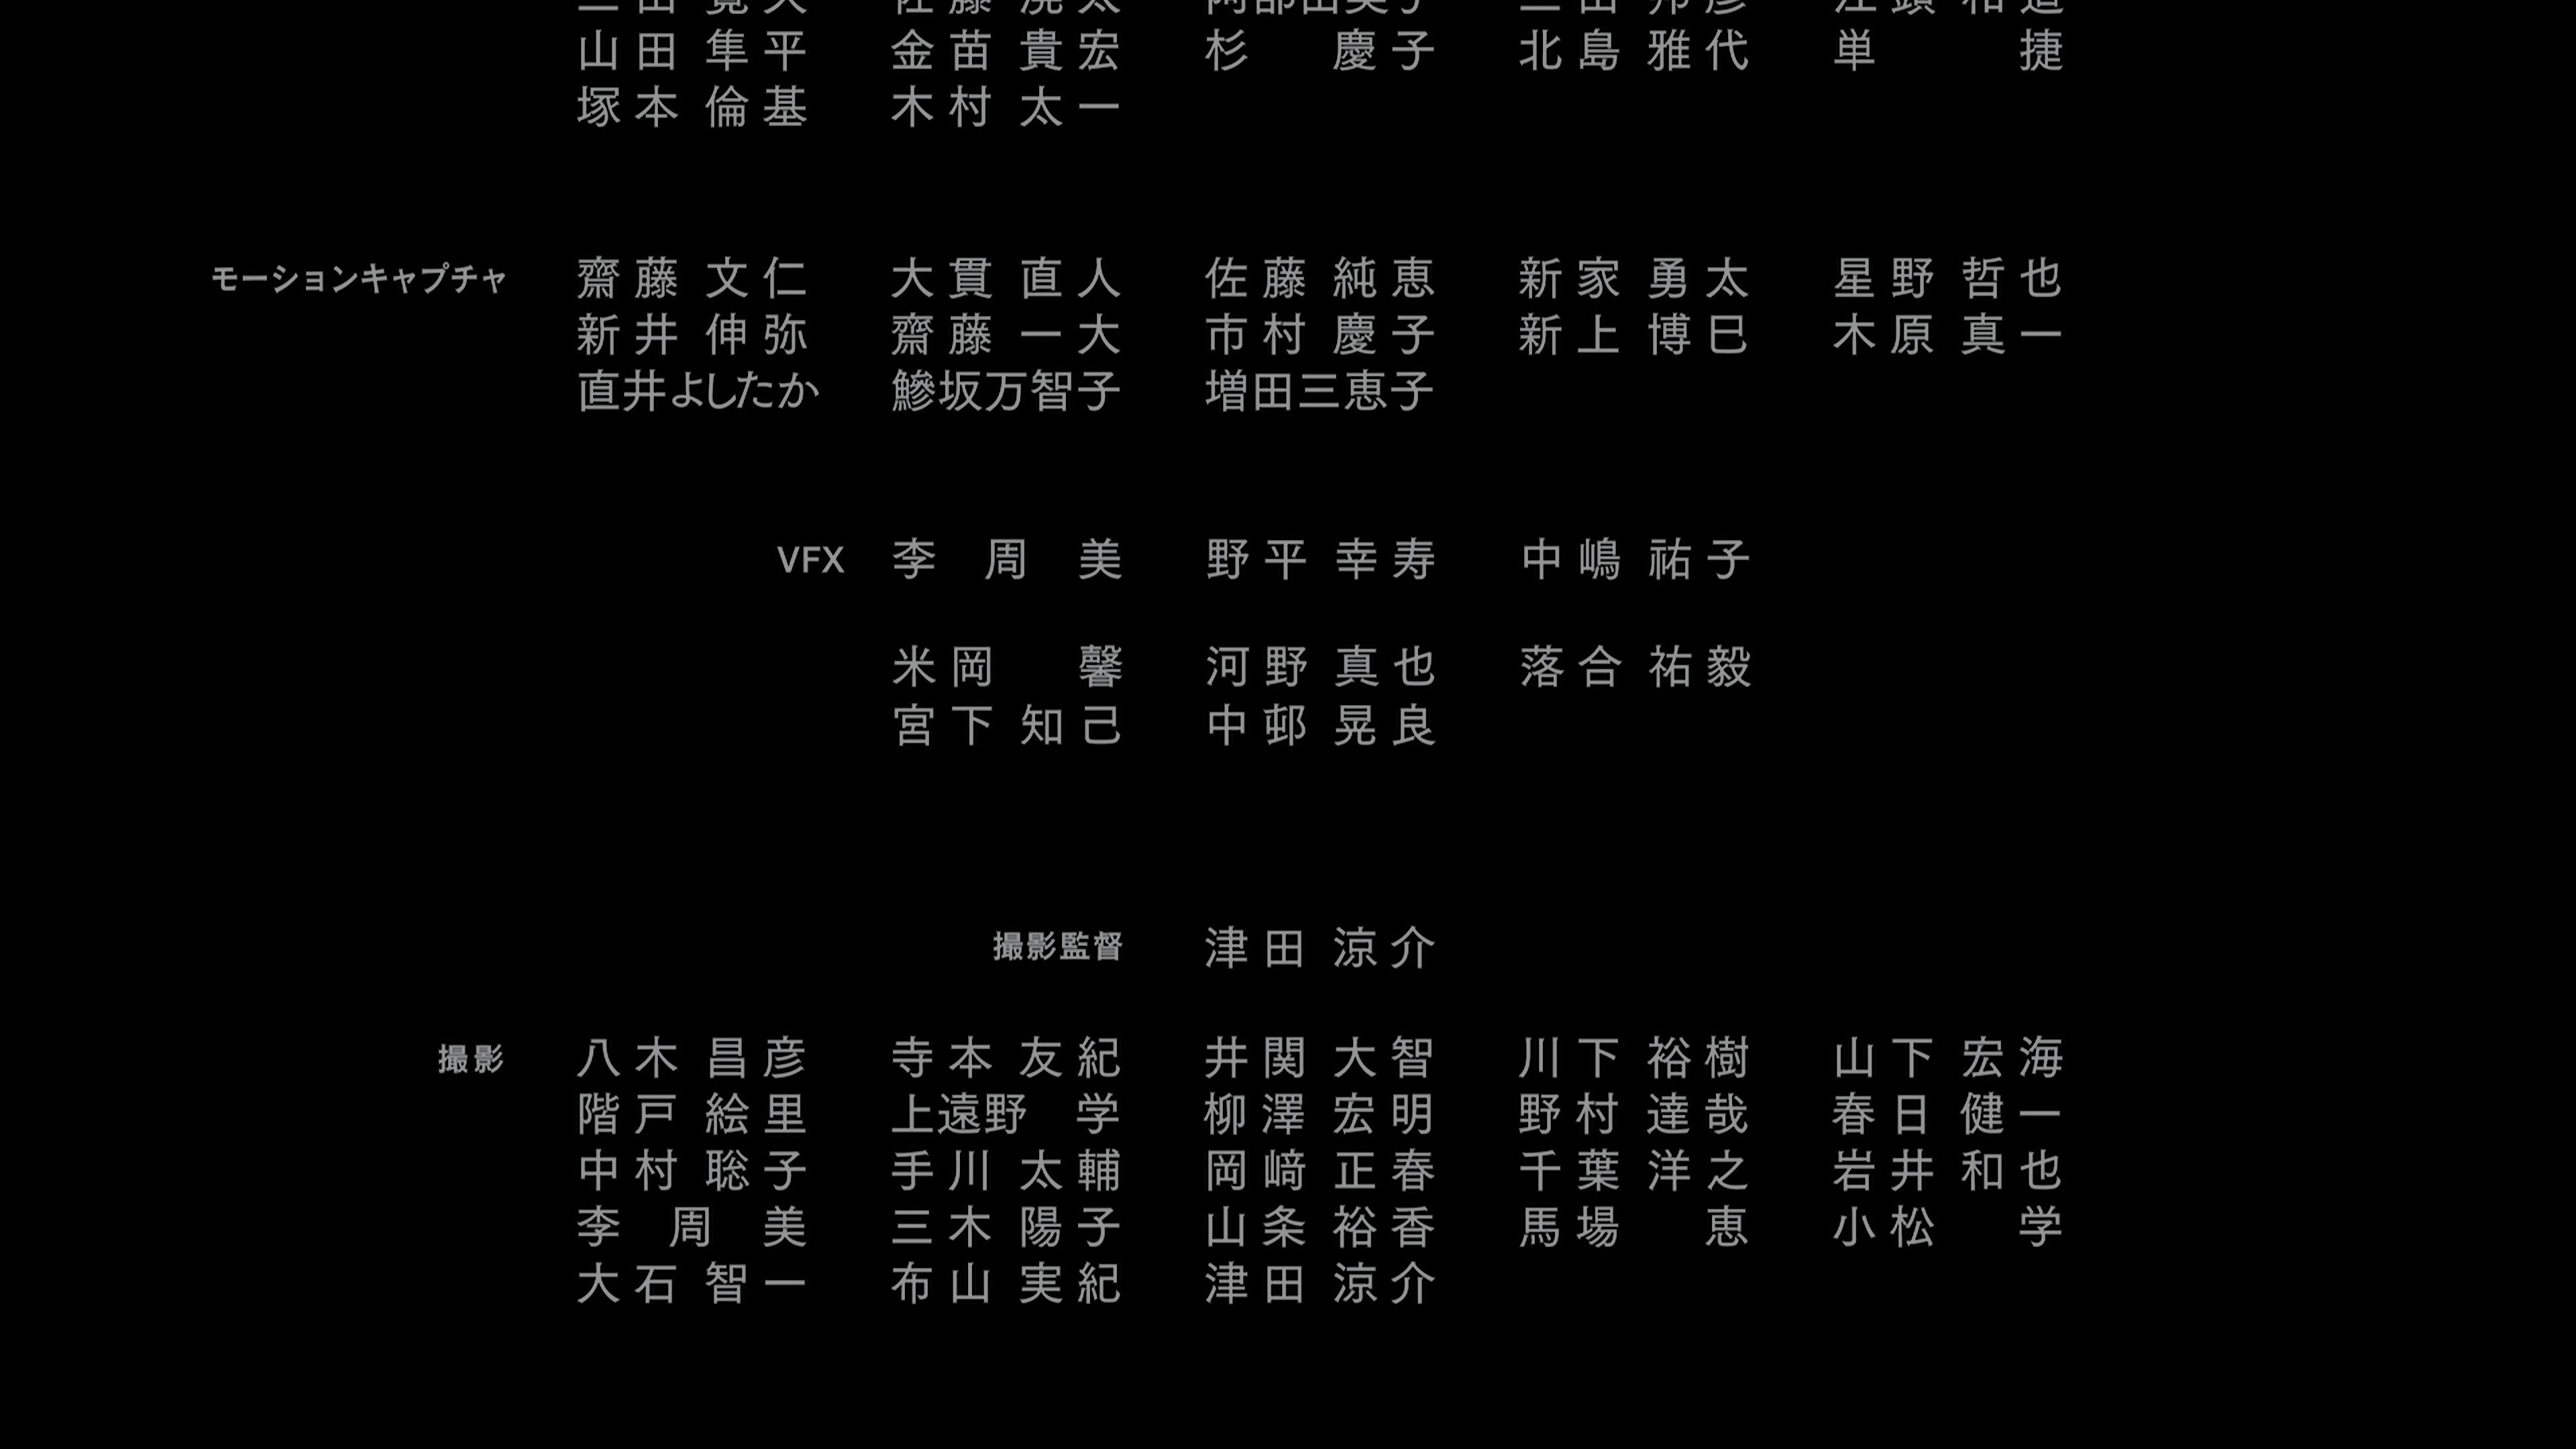 山田隼平 金苗貴宏 杉 慶子 北島雅代 単 捷
塚本倫基 木村太一
モーションキャプチャ 齋藤文仁 大貫直人 佐藤純恵 新家勇太 星野哲也
新井伸弥 齋藤一大 市村慶子 新上博巳 木原真一
直井よしたか 鰺坂万智子 増田三恵子
VFX 李 周 美 野平幸寿 中嶋祐子
米岡 馨 河野真也 落合祐毅
宮下知己 中邨晃良
撮影監督 津田涼介
撮影 八木昌彦 寺本友紀 井関大智 川下裕樹 山下宏海
階戸絵里 上遠野 学 柳澤宏明 野村達哉 春日健一
中村聡子 手川太輔 岡﨑正春 千葉洋之 岩井和也
李 周 美 三木陽子 山条裕香 馬場 恵 小松 学
大石智一 布山実紀 津田涼介